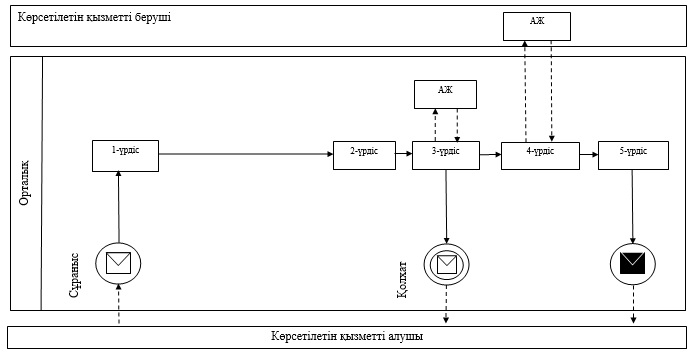 Көрсетілетін қызметті беруші
АЖ
АЖ
1-үрдіс
2-үрдіс
3-үрдіс
4-үрдіс
5-үрдіс
Орталық
Сұраныс
Қолхат
Көрсетілетін қызметті алушы